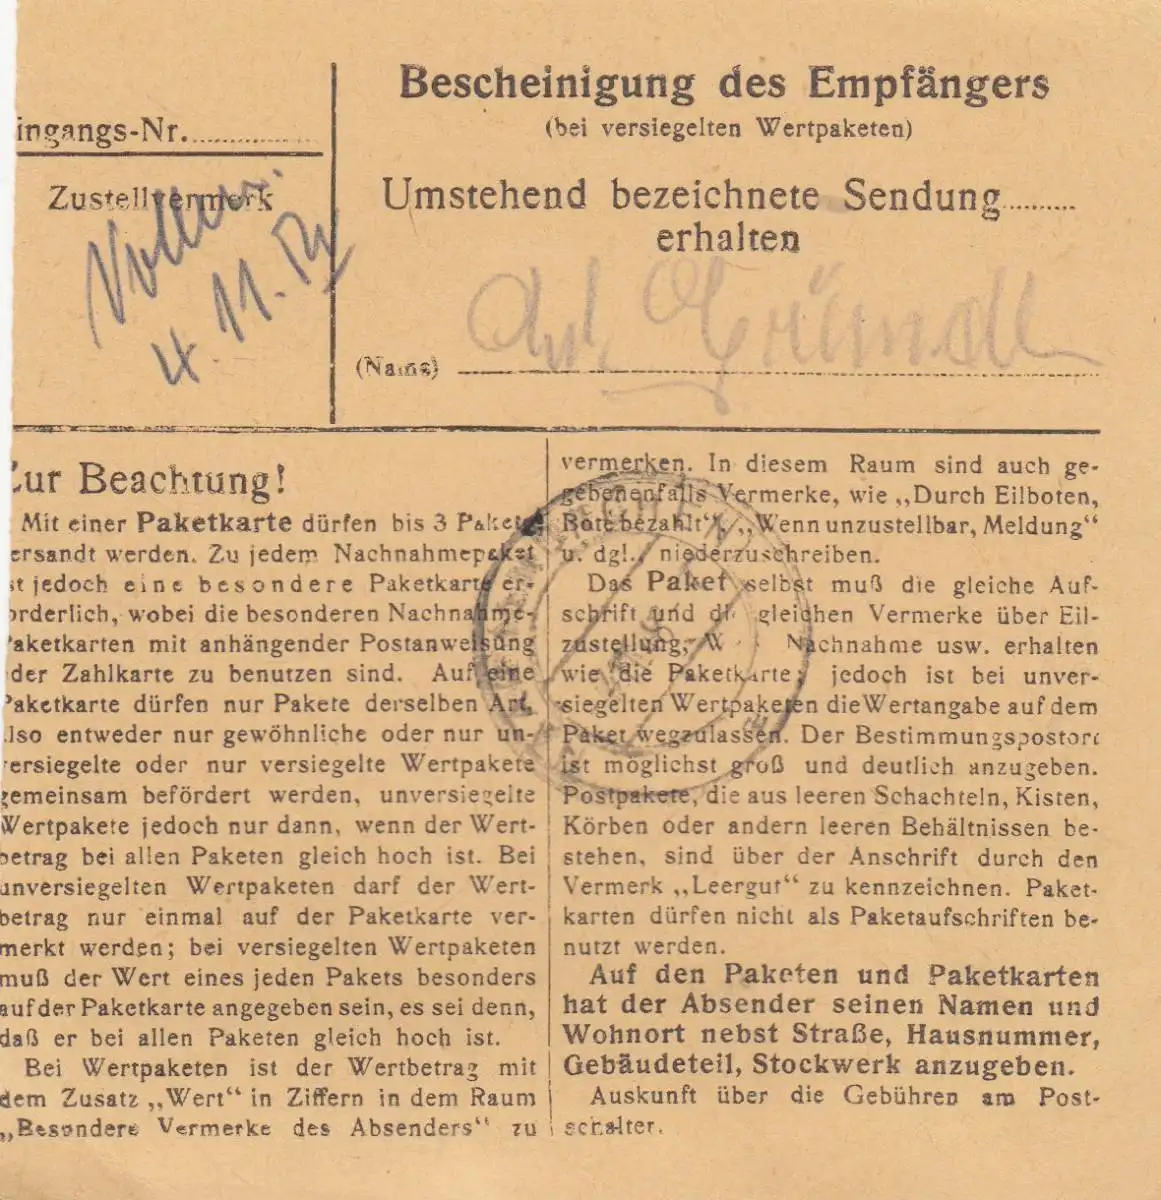 ingangs-Nr.
Zustellvermerk
4. 11.
Bescheinigung des Empfängers
(bei versiegelten Wertpaketen)
Umstehend bezeichnete Sendung
erhalten
(Name)
Zur Beachtung!
Mit einer Paketkarte dürfen bis 3 Pakete
ersandt werden. Zu jedem Nachnahmepaket
st jedoch eine besondere Paketkarte er-
orderlich, wobei die besonderen Nachnahme-
Paketkarten mit anhängender Postanweisung
der Zahlkarte zu benutzen sind. Auf eine
Paketkarte dürfen nur Pakete derselben Art,
also entweder nur gewöhnliche oder nur un-
versiegelte oder nur versiegelte Wertpakete
gemeinsam befördert werden, unversiegelte
Wertpakete jedoch nur dann, wenn der Wert-
betrag bei allen Paketen gleich hoch ist. Bei
unversiegelten Wertpaketen darf der Wert-
betrag nur einmal auf der Paketkarte ver-
merkt werden; bei versiegelten Wertpaketen
muß der Wert eines jeden Pakets besonders
auf der Paketkarte angegeben sein, es sei denn,
daß er bei allen Paketen gleich hoch ist.
Bei Wertpaketen ist der Wertbetrag mit
dem Zusatz „Wert“ in Ziffern in dem Raum
„Besondere Vermerke des Absenders“ zu
vermerken. In diesem Raum sind auch ge-
gebenenfalls Vermerke, wie „Durch Eilboten,
Bote bezahlt“, „Wenn unzustellbar, Meldung“
u. dgl., niederzuschreiben.
Das Paket selbst muß die gleiche Auf-
schrift und die gleichen Vermerke über Eil-
zustellung, Nachnahme usw. erhalten
wie die Paketkarte; jedoch ist bei unver-
siegelten Wertpaketen die Wertangabe auf dem
Paket wegzulassen. Der Bestimmungspostort
ist möglichst groß und deutlich anzugeben.
Postpakete, die aus leeren Schachteln, Kisten,
Körben oder andern leeren Behältnissen be-
stehen, sind über der Anschrift durch den
Vermerk „Leergut“ zu kennzeichnen. Paket-
karten dürfen nicht als Paketaufschriften be-
nutzt werden.
Auf den Paketen und Paketkarten
hat der Absender seinen Namen und
Wohnort nebst Straße, Hausnummer,
Gebäudeteil, Stockwerk anzugeben.
Auskunft über die Gebühren am Post-
schalter.